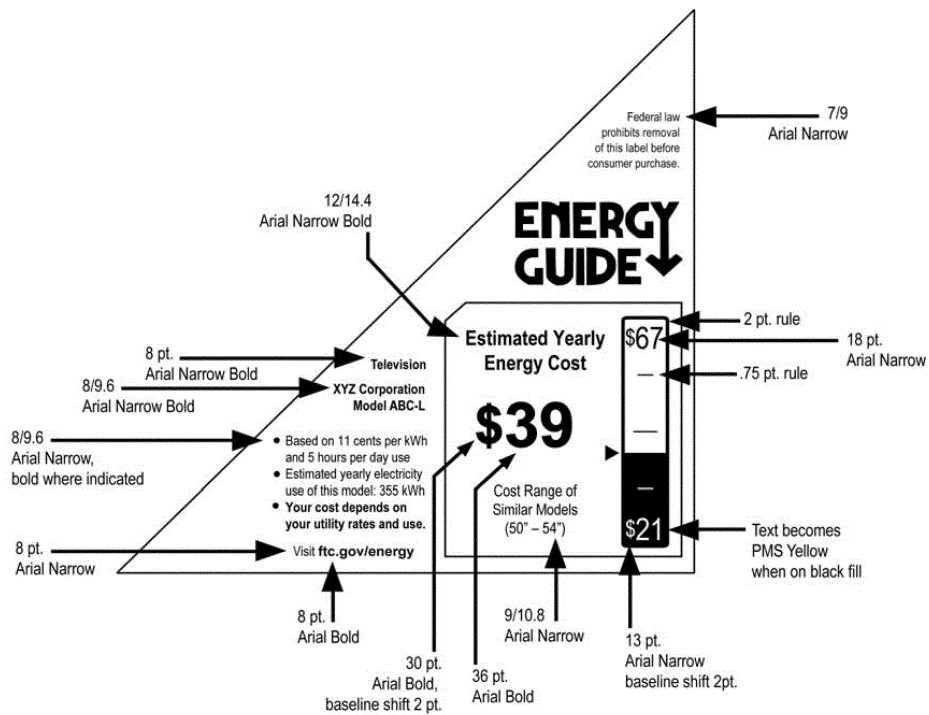 Federal law
prohibits removal
of this label before
consumer purchase.
7/9
Arial Narrow
12/14.4
Arial Narrow Bold
ENERGY
GUIDE
2 pt. rule
18 pt.
Arial Narrow
.75 pt. rule
Estimated Yearly
Energy Cost
$67
8 pt.
Arial Narrow Bold
Television
8/9.6
Arial Narrow Bold
XYZ Corporation
Model ABC-L
$39
8/9.6
Arial Narrow,
bold where indicated
• Based on 11 cents per kWh
and 5 hours per day use
• Estimated yearly electricity
use of this model: 355 kWh
• Your cost depends on
your utility rates and use.
Cost Range of
Similar Models
(50” – 54”)
$21
Text becomes
PMS Yellow
when on black fill
8 pt.
Arial Narrow
Visit ftc.gov/energy
8 pt.
Arial Bold
30 pt.
Arial Bold,
baseline shift 2 pt.
36 pt.
Arial Bold
9/10.8
Arial Narrow
13 pt.
Arial Narrow
baseline shift 2pt.